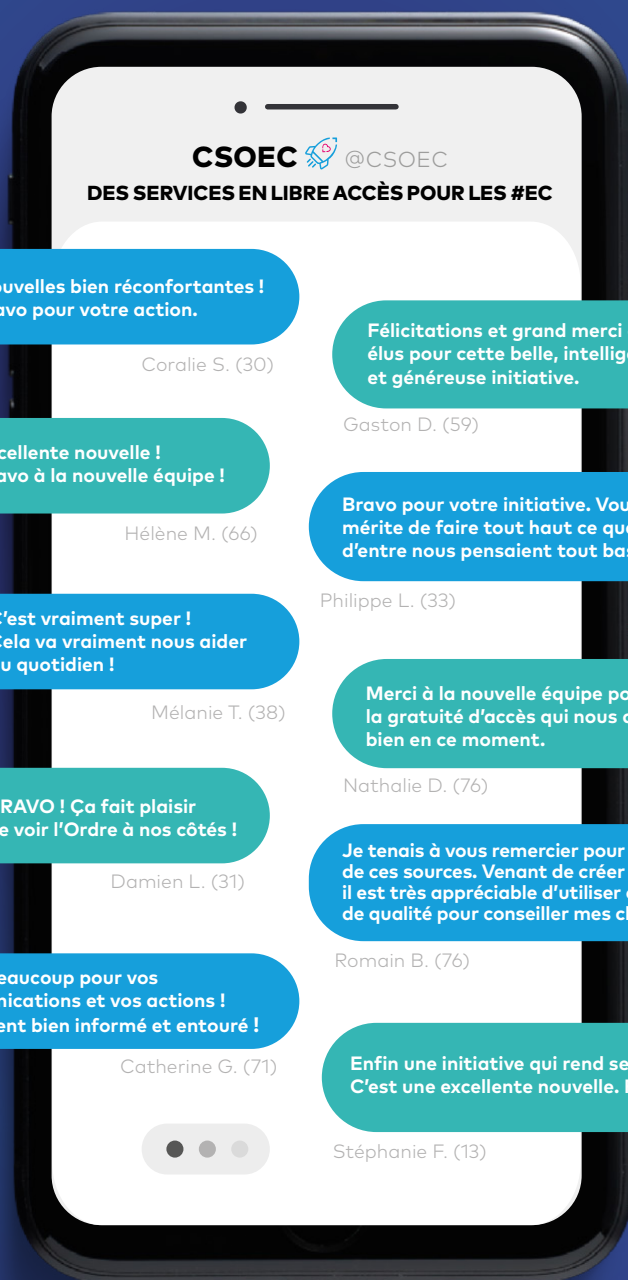 CSOEC @CSOEC
DES SERVICES EN LIBRE ACCÈS POUR LES #EC
ouvelles bien réconfortantes !
avo pour votre action.
Coralie S. (30)
Félicitations et grand merci
élus pour cette belle, intellig
et généreuse initiative.
Gaston D. (59)
cellente nouvelle !
avo à la nouvelle équipe !
Hélène M. (66)
Bravo pour votre initiative. Vou
mérite de faire tout haut ce que
d'entre nous pensaient tout bas
Philippe L. (33)
C'est vraiment super !
Cela va vraiment nous aider
u quotidien !
Mélanie T. (38)
Merci à la nouvelle équipe po
la gratuité d'accès qui nous
bien en ce moment.
Nathalie D. (76)
RAVO ! Ça fait plaisir
e voir l'Ordre à nos côtés !
Damien L. (31)
Je tenais à vous remercier pour
de ces sources. Venant de créer
il est très appréciable d'utiliser
de qualité pour conseiller mes cl
Romain B. (76)
eaucoup pour vos
nications et vos actions !
ent bien informé et entouré !
Catherine G. (71)
Enfin une initiative qui rend se
C'est une excellente nouvelle.
Stéphanie F. (13)